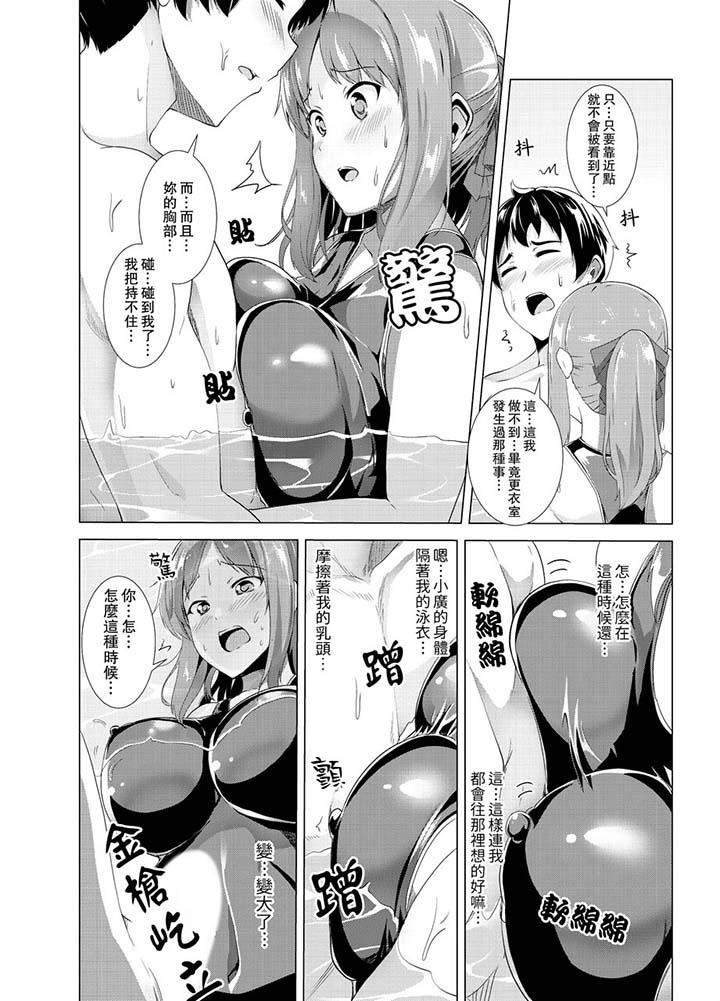 只…只要靠近點
就不會被看到了…
抖
抖
這…這我
做不到…畢竟更衣室
發生過那種事…
驚
貼
貼
而…而且…
妳的胸部…
碰…碰到我了…
我把持不住…
怎…怎麼在
這種時候還…
軟綿綿
這…這樣連我
都會往那裡想的好嘛…
軟綿綿
嗯…小廣的身體
隔著我的泳衣…
摩擦著我的乳頭…
蹭
顫
蹭
驚
你…怎…
怎麼這種時候…
變…變大了…
金槍屹立